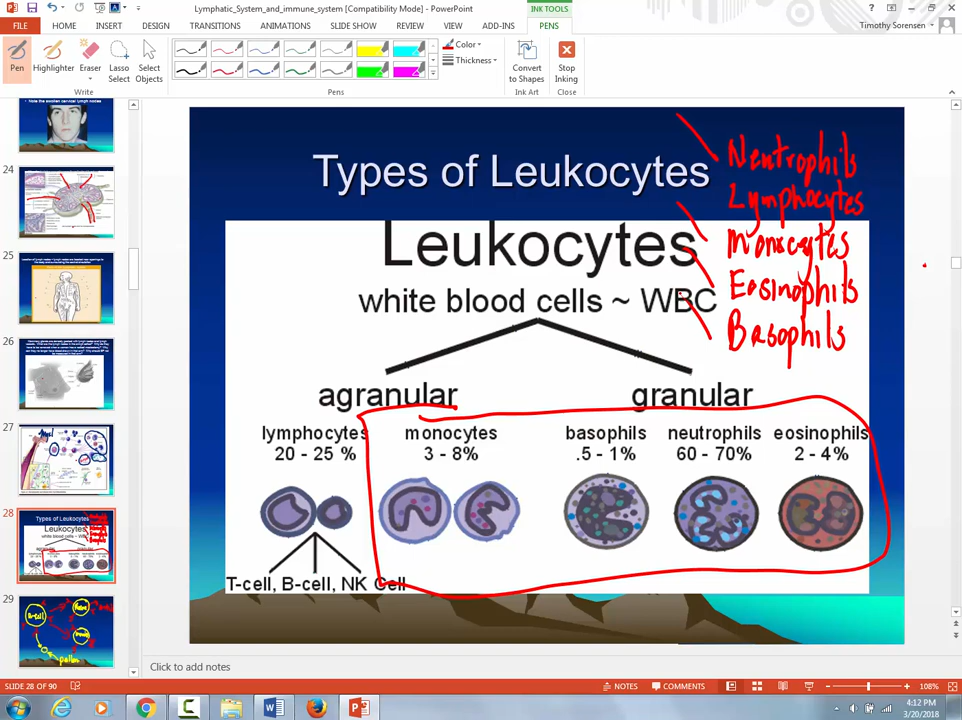 Lymphatic_System_and_immune_system [Compatibility Mode] - PowerPoint
INK TOOLS
FILE HOME INSERT DESIGN TRANSITIONS ANIMATIONS SLIDE SHOW REVIEW VIEW ADD-INS PENS
Timothy Sorensen
Pen Highlighter Eraser Lasso Select Select Objects
Color
Thickness
Convert to Shapes
Stop Inking
Write Pens Ink Art Close
24
25
26
27
28
29
Types of Leukocytes
Neutrophils
Lymphocytes
Monocytes
Eosinophils
Basophils
Leukocytes
white blood cells ~ WBC
agranular granular
lymphocytes monocytes basophils neutrophils eosinophils
20 - 25 % 3 - 8% .5 - 1% 60 - 70% 2 - 4%
T-cell, B-cell, NK Cell
Click to add notes
SLIDE 28 OF 90 NOTES COMMENTS 108%
4:12 PM
3/20/2018